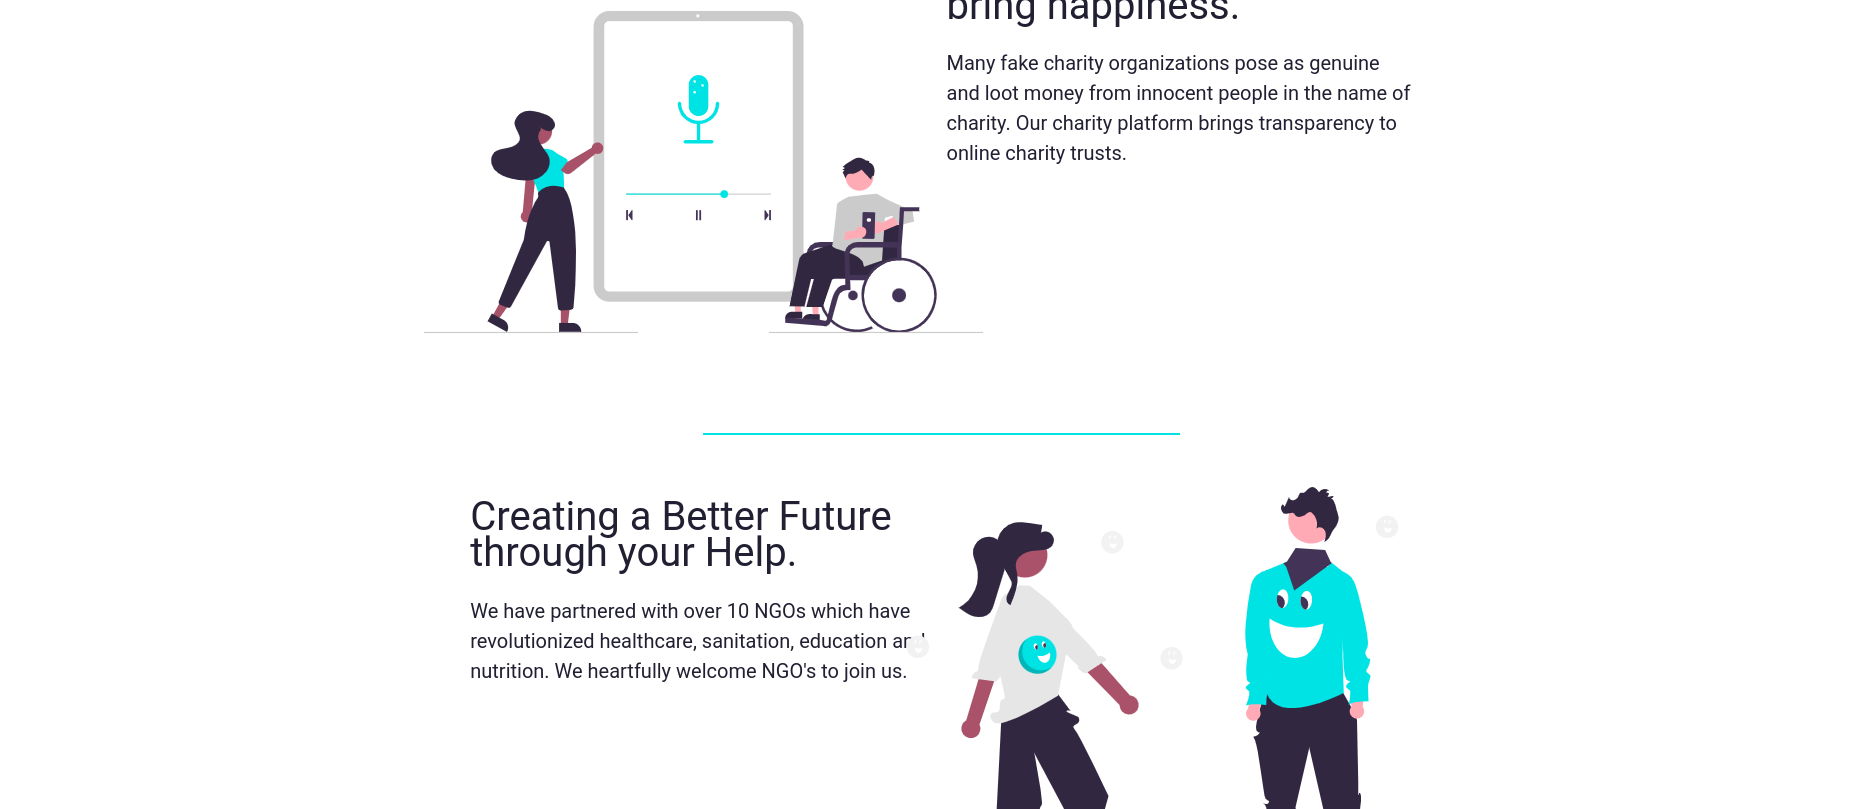 bring happiness.
Many fake charity organizations pose as genuine
and loot money from innocent people in the name of
charity. Our charity platform brings transparency to
online charity trusts.
Creating a Better Future
through your Help.
We have partnered with over 10 NGOs which have
revolutionized healthcare, sanitation, education and
nutrition. We heartfully welcome NGO's to join us.